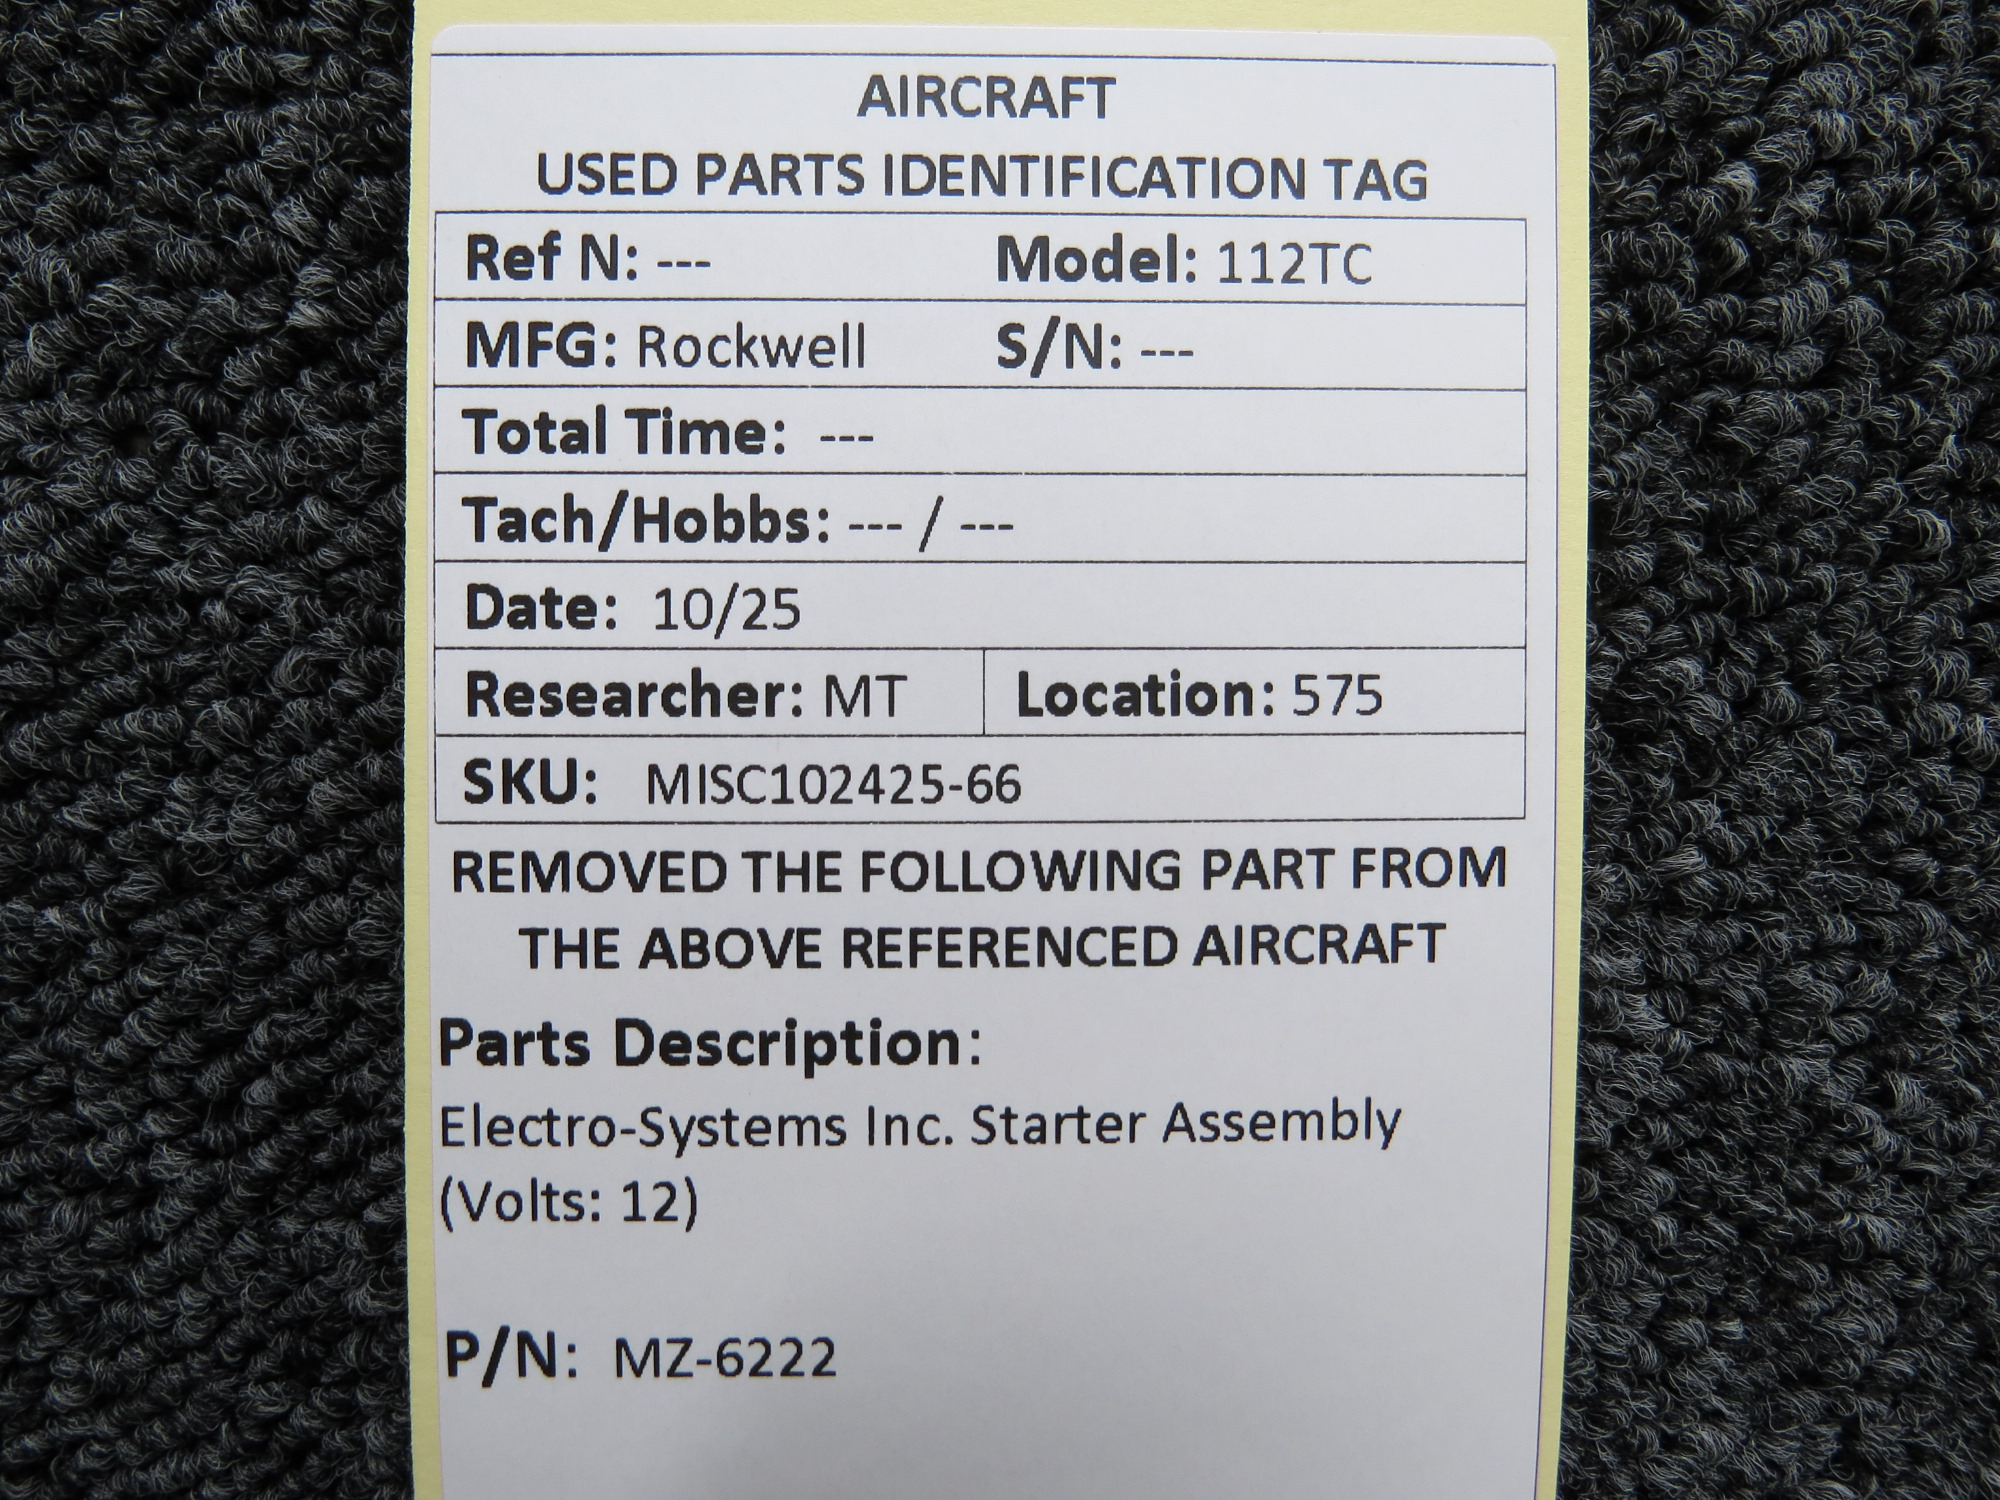 AIRCRAFT
USED PARTS IDENTIFICATION TAG
Ref N: --- Model: 112TC
MFG: Rockwell S/N: ---
Total Time: ---
Tach/Hobbs: --- / ---
Date: 10/25
Researcher: MT Location: 575
SKU: MISC102425-66
REMOVED THE FOLLOWING PART FROM
THE ABOVE REFERENCED AIRCRAFT
Parts Description:
Electro-Systems Inc. Starter Assembly
(Volts: 12)
P/N: MZ-6222